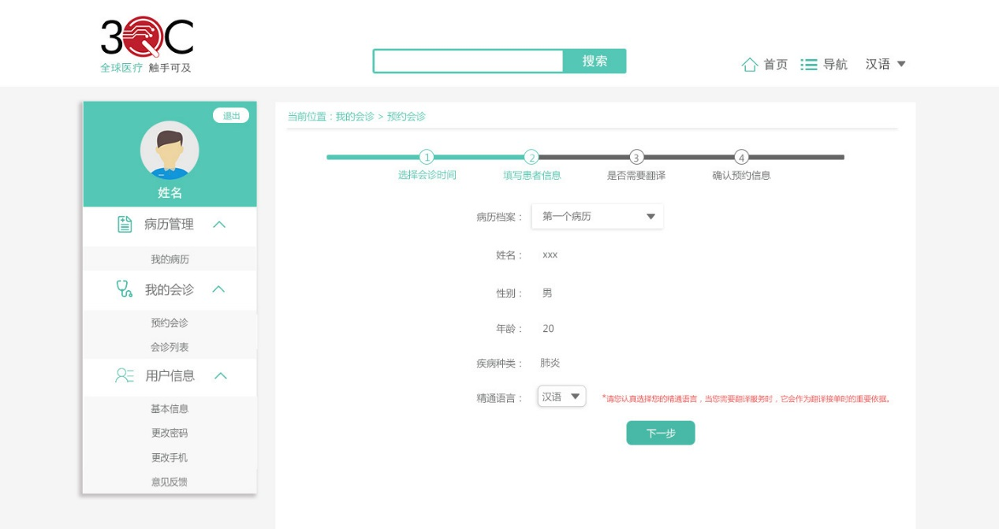 3QC
全球医疗 触手可及
搜索
首页 导航 汉语
退出
姓名
病历管理
我的病历
我的会诊
预约会诊
会诊列表
用户信息
基本信息
更改密码
更改手机
意见反馈
当前位置：我的会诊 > 预约会诊
1 2 3 4
选择会诊时间 填写患者信息 是否需要翻译 确认预约信息
病历档案： 第一个病历
姓名： xxx
性别： 男
年龄： 20
疾病种类： 肺炎
精通语言： 汉语 *请您认真选择您的精通语言，当您需要翻译服务时，它会作为翻译接单时的重要依据。
下一步